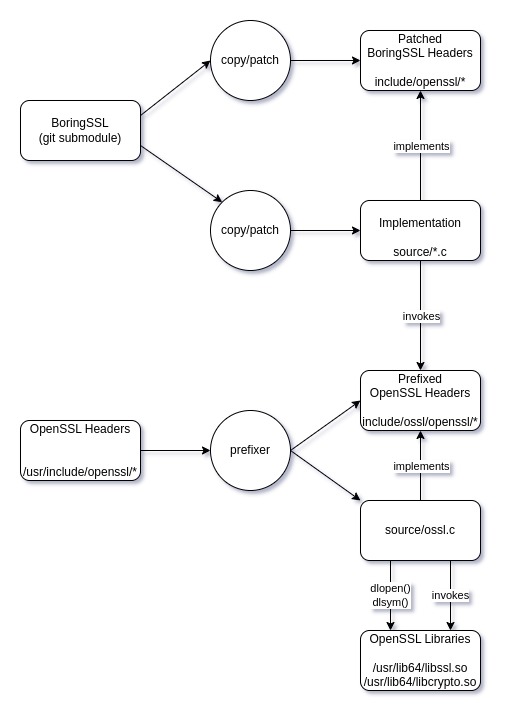 copy/patch
Patched
BoringSSL Headers
include/openssl/*
BoringSSL
(git submodule)
implements
copy/patch
Implementation
source/*.c
invokes
Prefixed
OpenSSL Headers
include/ossl/openssl/*
OpenSSL Headers
/usr/include/openssl/*
prefixer
implements
source/ossl.c
dlopen()
dlsym()
invokes
OpenSSL Libraries
/usr/lib64/libssl.so
/usr/lib64/libcrypto.so